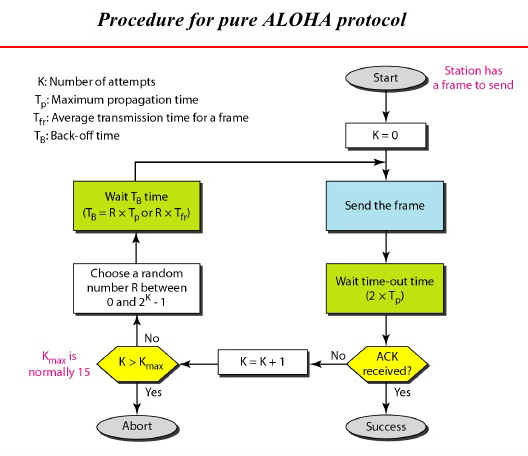 Procedure for pure ALOHA protocol
K: Number of attempts
Tp: Maximum propagation time
Tfr: Average transmission time for a frame
TB: Back-off time
Start
Station has
a frame to send
K = 0
Wait TB time
(TB = R × Tp or R × Tfr)
Send the frame
Choose a random
number R between
0 and 2^K - 1
Wait time-out time
(2 × Tp)
Kmax is
normally 15
K > Kmax
No
Yes
K = K + 1
No
ACK
received?
Yes
Abort
Success